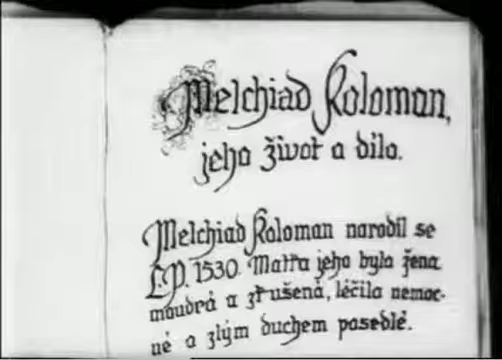 Melchiad Koloman,
jeho život a dílo.
Melchiad Koloman narodil se
L.P. 1530. Matka jeho byla žena
moudrá a zkušená, léčila nemoc-
né a zlým duchem posedlé.